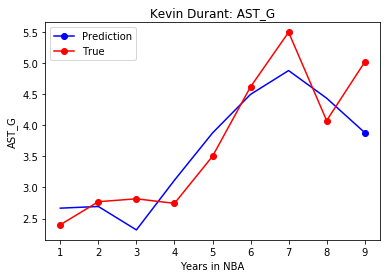 Kevin Durant: AST_G
Prediction
True
5.5
5.0
4.5
4.0
3.5
3.0
2.5
AST_G
1 2 3 4 5 6 7 8 9
Years in NBA